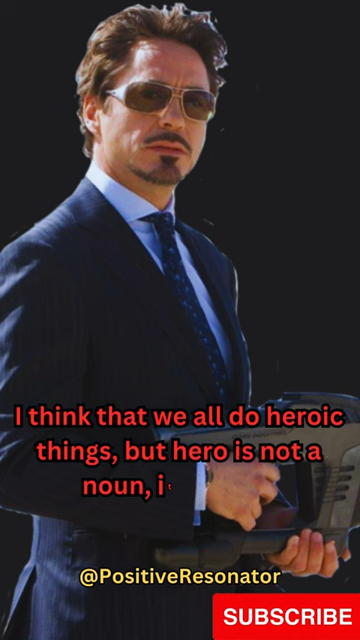 I think that we all do heroic
things, but hero is not a
noun, i
@PositiveResonator
SUBSCRIBE